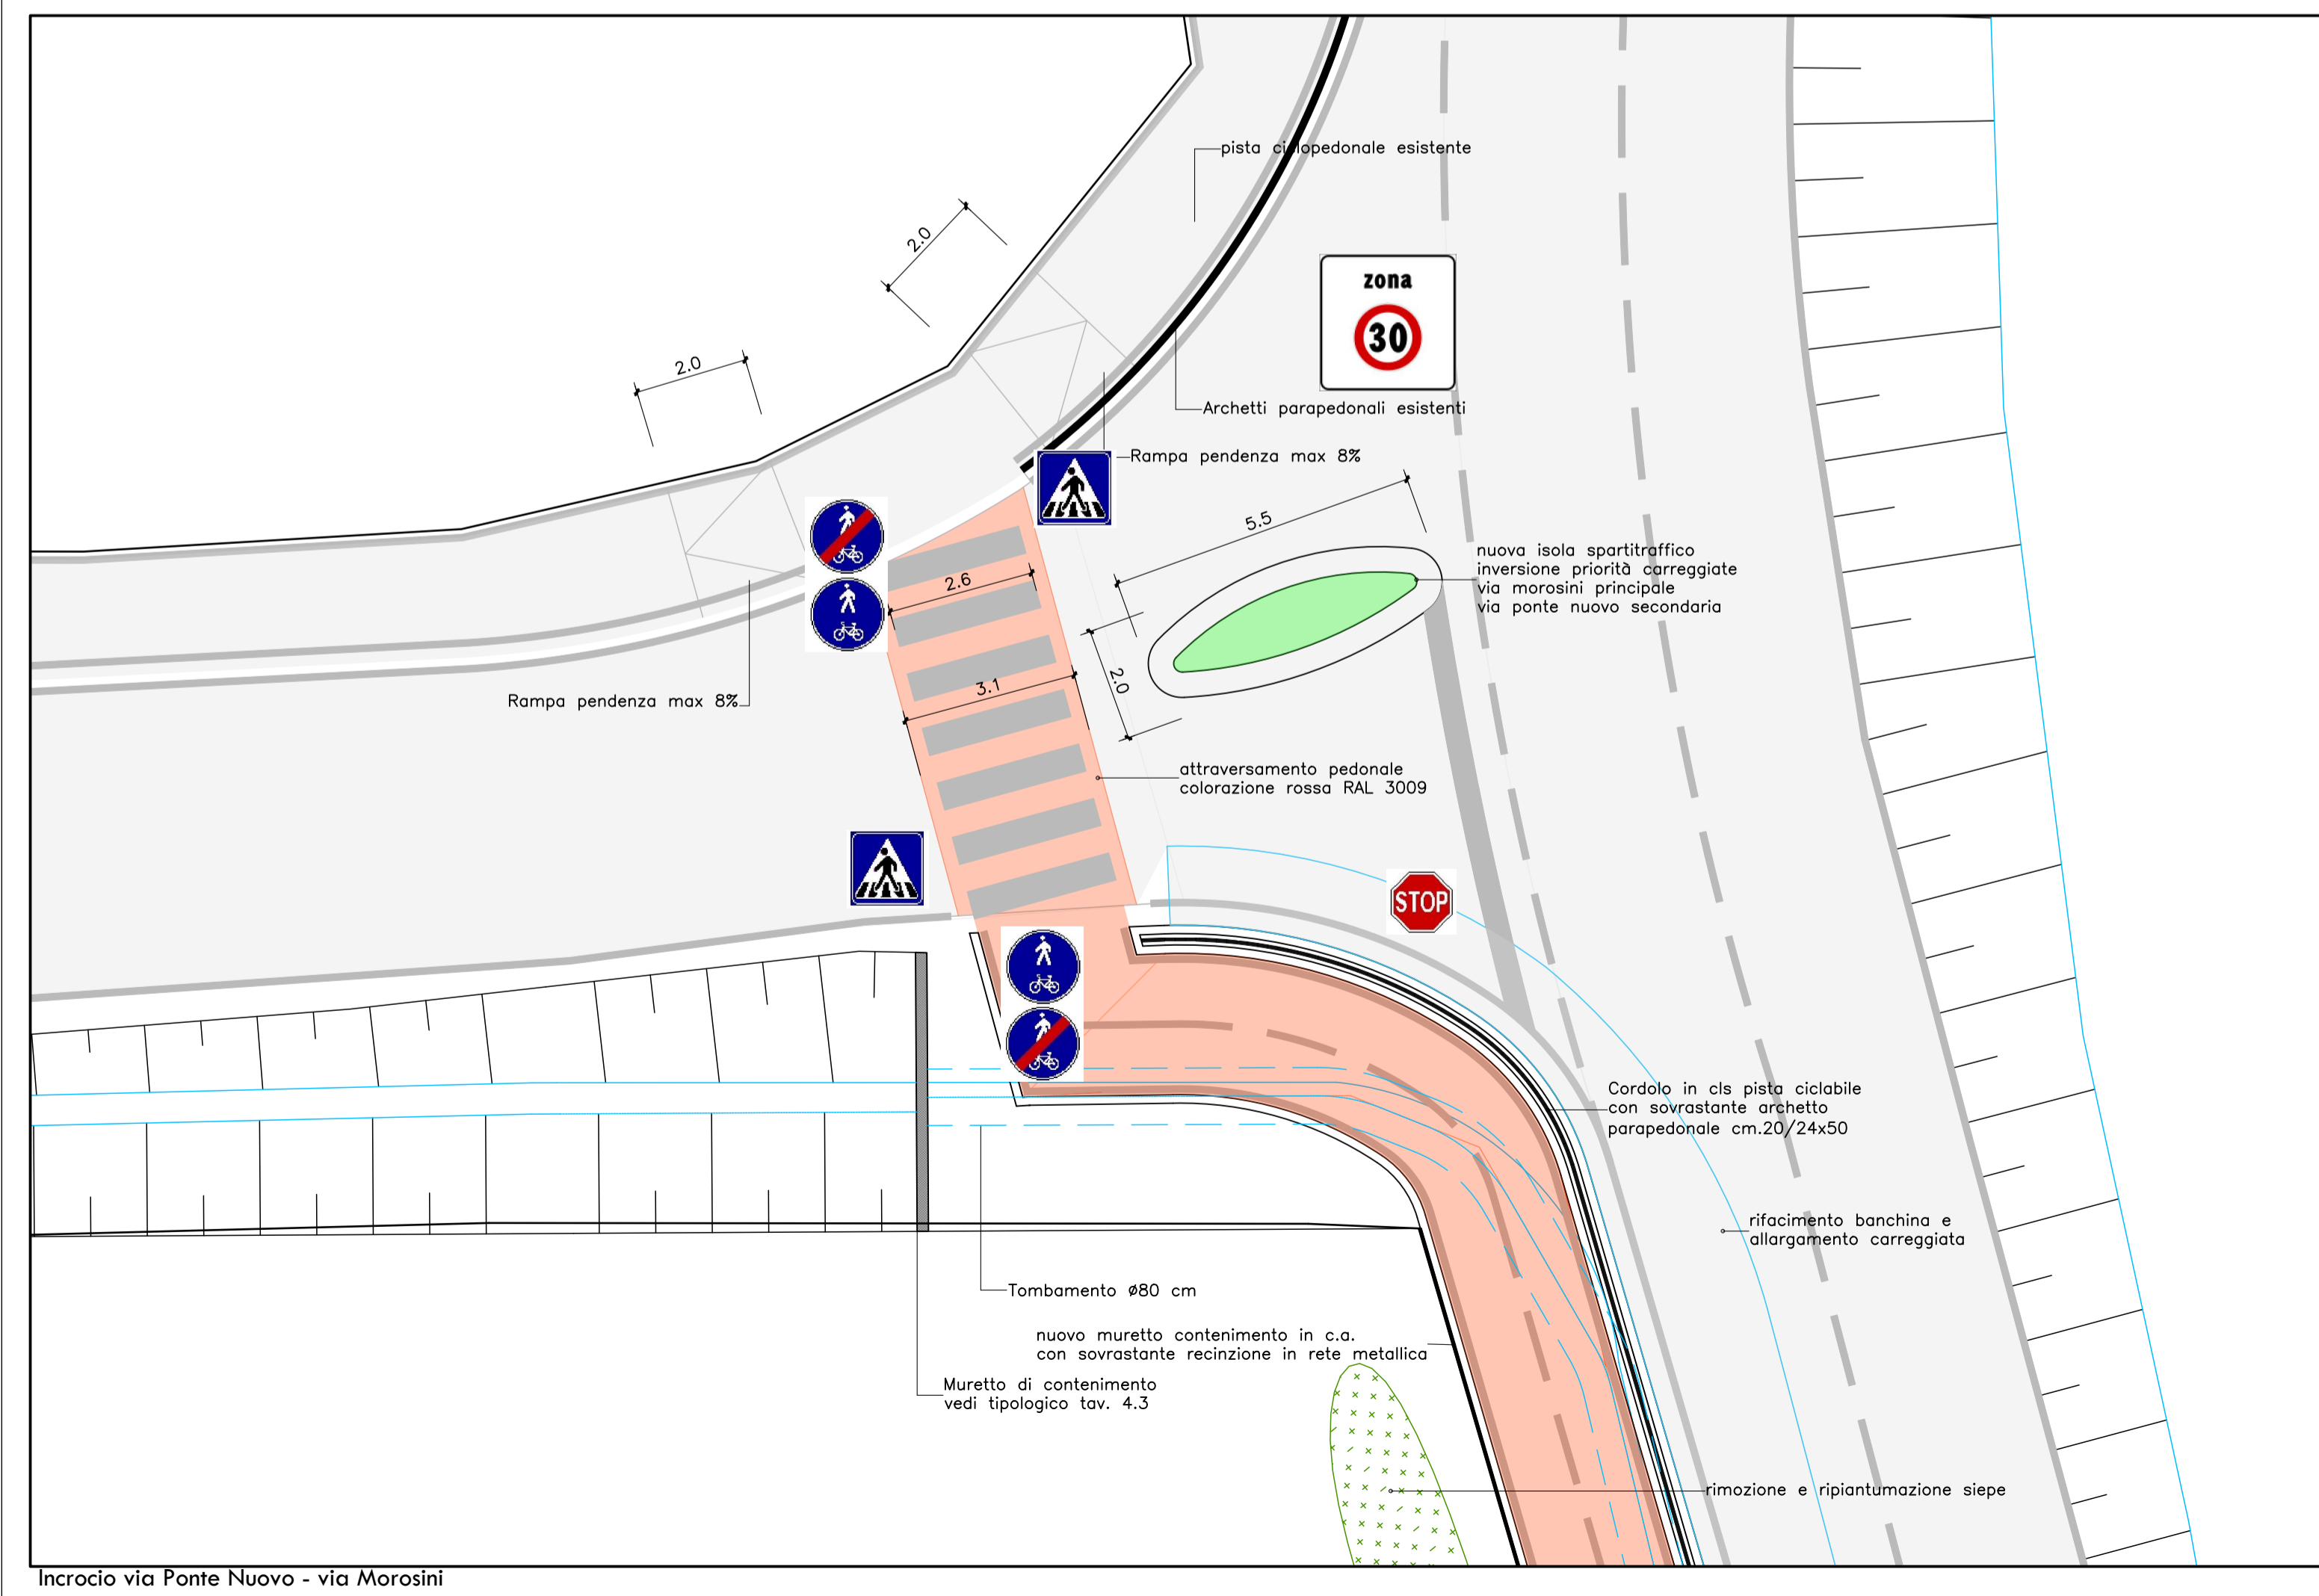 pista ciclopedonale esistente
2.0
zona
30
2.0
Archetti parapedonali esistenti
Rampa pendenza max 8%
5.5
nuova isola spartitraffico
inversione priorità carreggiate
via morosini principale
via ponte nuovo secondaria
2.6
2.0
3.1
Rampa pendenza max 8%
attraversamento pedonale
colorazione rossa RAL 3009
STOP
Cordolo in cls pista ciclabile
con sovrastante archetto
parapedonale cm.20/24x50
rifacimento banchina e
allargamento carreggiata
Tombamento ø80 cm
nuovo muretto contenimento in c.a.
con sovrastante recinzione in rete metallica
Muretto di contenimento
vedi tipologico tav. 4.3
rimozione e ripiantumazione siepe
Incrocio via Ponte Nuovo - via Morosini